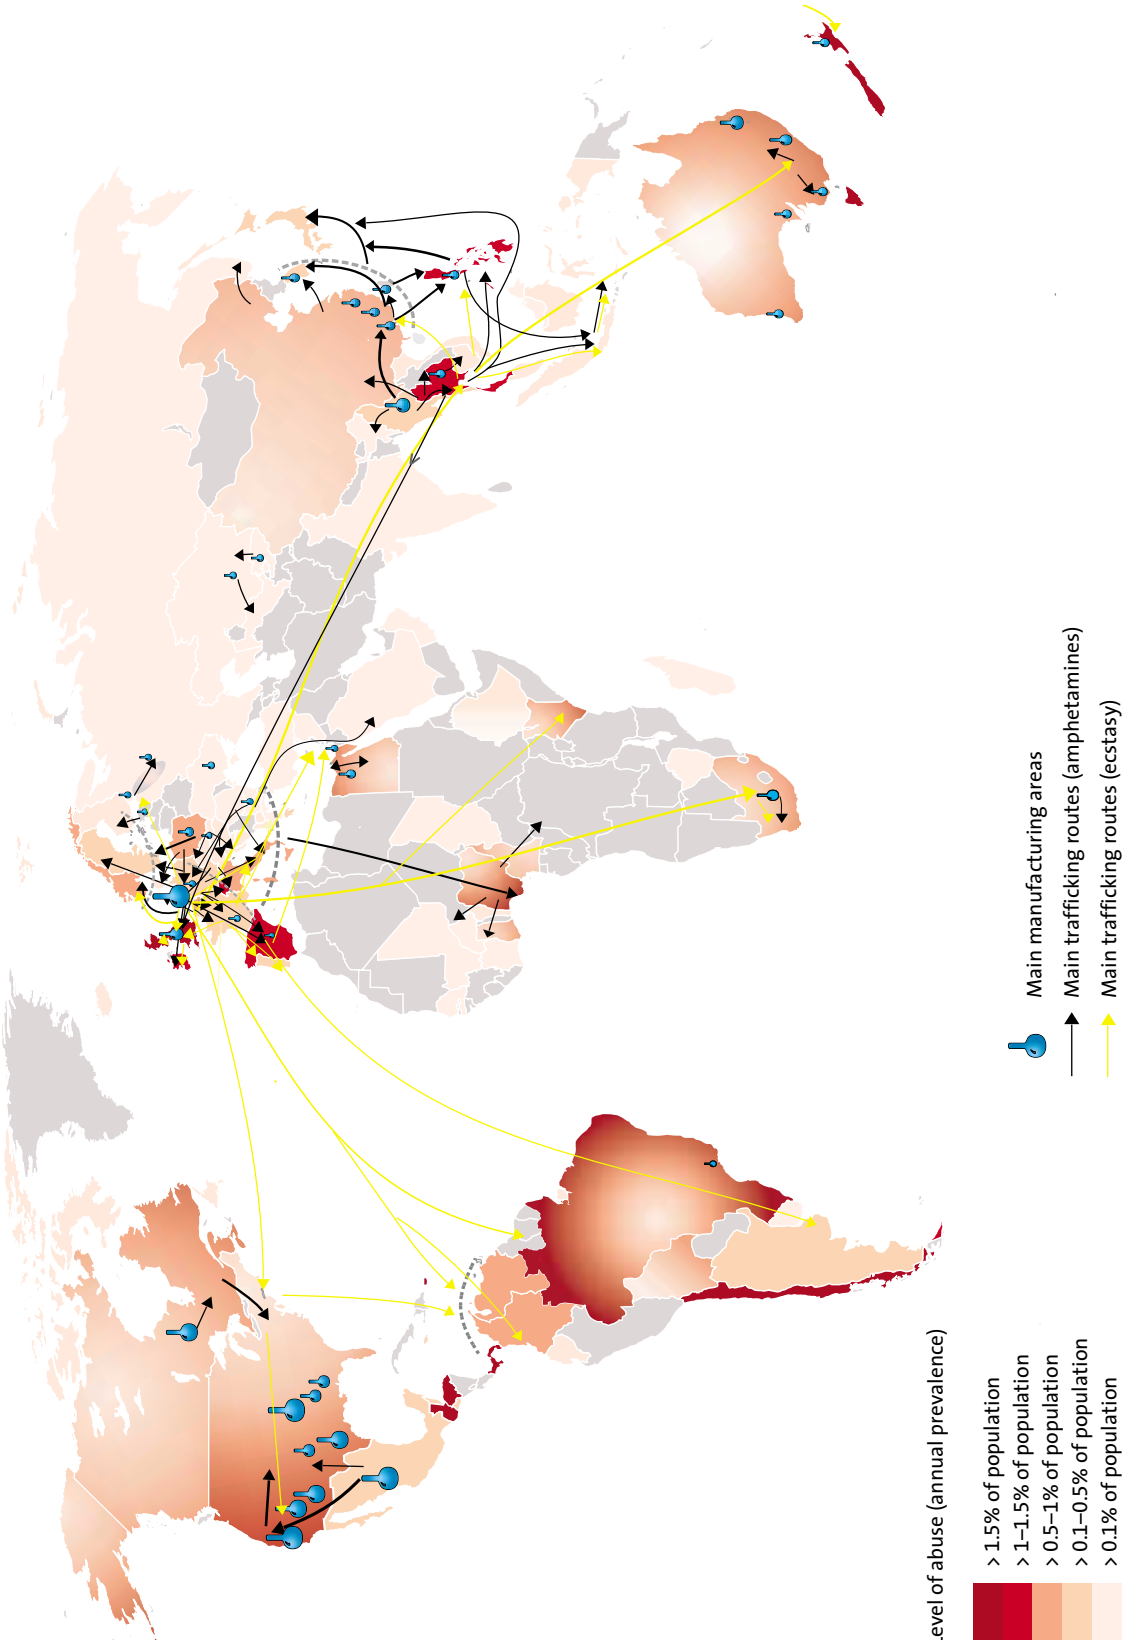 Level of abuse (annual prevalence)
> 1.5% of population
> 1–1.5% of population
> 0.5–1% of population
> 0.1–0.5% of population
> 0.1% of population
Main manufacturing areas
Main trafficking routes (amphetamines)
Main trafficking routes (ecstasy)